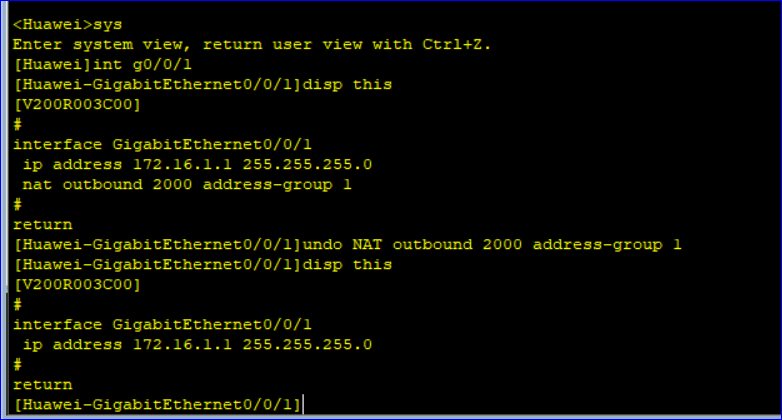 <Huawei>sys
Enter system view, return user view with Ctrl+Z.
[Huawei]int g0/0/1
[Huawei-GigabitEthernet0/0/1]disp this
[V200R003C00]
#
interface GigabitEthernet0/0/1
 ip address 172.16.1.1 255.255.255.0
 nat outbound 2000 address-group 1
#
return
[Huawei-GigabitEthernet0/0/1]undo NAT outbound 2000 address-group 1
[Huawei-GigabitEthernet0/0/1]disp this
[V200R003C00]
#
interface GigabitEthernet0/0/1
 ip address 172.16.1.1 255.255.255.0
#
return
[Huawei-GigabitEthernet0/0/1]